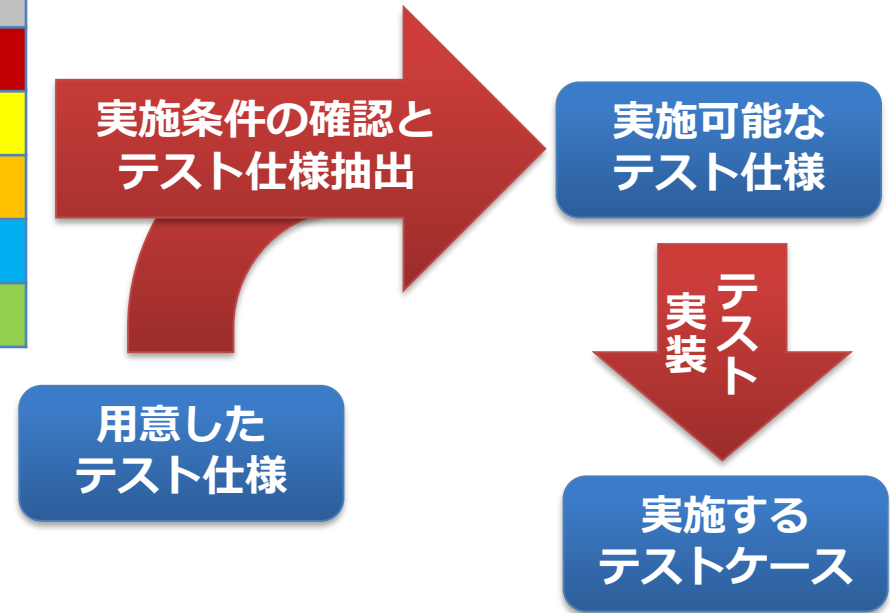 実施条件の確認と
テスト仕様抽出
実施可能な
テスト仕様
テスト
実装
用意した
テスト仕様
実施する
テストケース